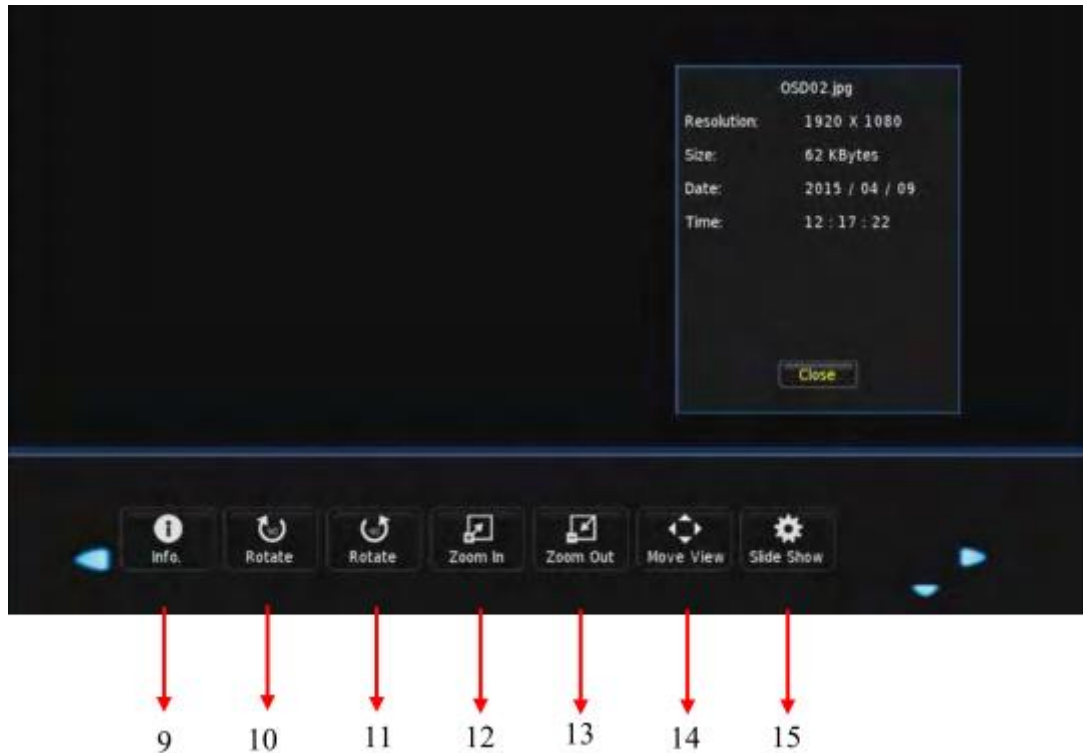 OSD02.jpg
Resolution: 1920 X 1080
Size: 62 KBytes
Date: 2015 / 04 / 09
Time: 12 : 17 : 22
Close
Info. Rotate Rotate Zoom In Zoom Out Move View Slide Show
9 10 11 12 13 14 15